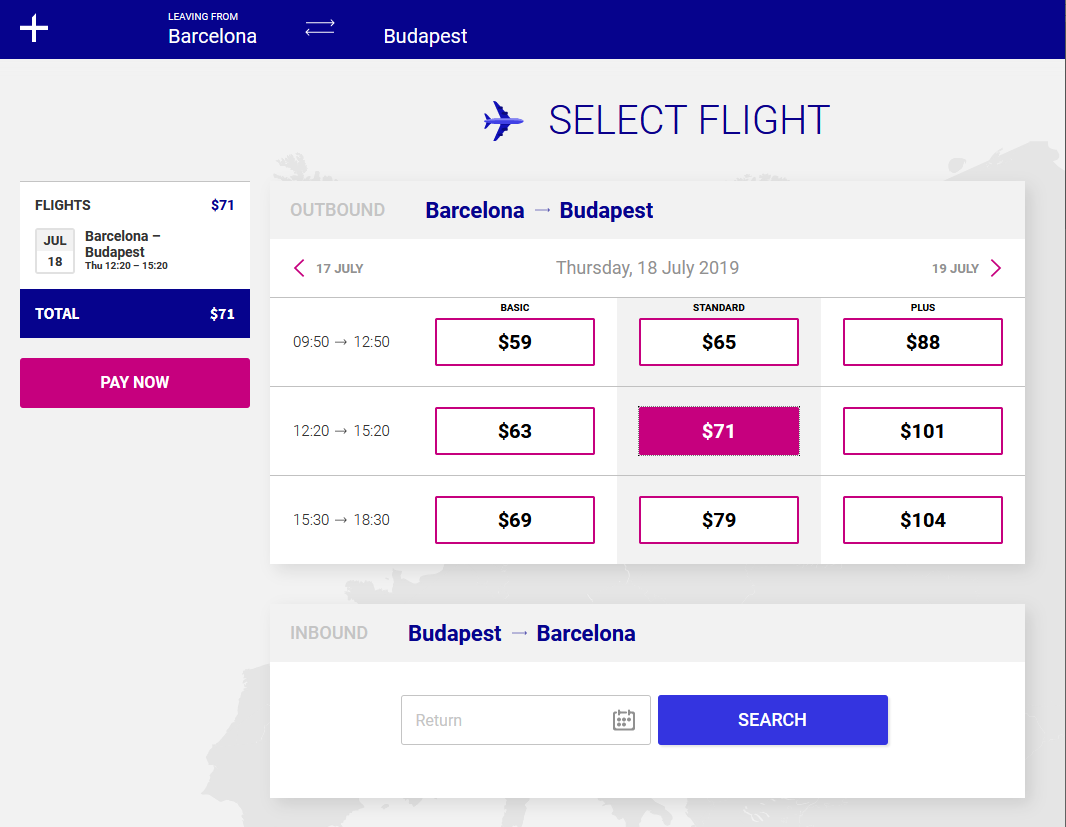 LEAVING FROM
Barcelona
Budapest
SELECT FLIGHT
FLIGHTS $71
JUL
18
Barcelona –
Budapest
Thu 12:20 – 15:20
TOTAL $71
PAY NOW
OUTBOUND Barcelona → Budapest
17 JULY Thursday, 18 July 2019 19 JULY
BASIC STANDARD PLUS
09:50 → 12:50 $59 $65 $88
12:20 → 15:20 $63 $71 $101
15:30 → 18:30 $69 $79 $104
INBOUND Budapest → Barcelona
Return SEARCH